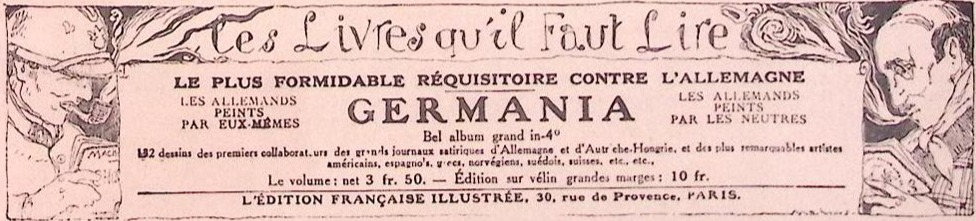 Les Livres qu'il Faut Lire
LE PLUS FORMIDABLE RÉQUISITOIRE CONTRE L'ALLEMAGNE
LES ALLEMANDS
PEINTS
PAR EUX-MÊMES
GERMANIA
LES ALLEMANDS
PEINTS
PAR LES NEUTRES
Bel album grand in-4°
132 dessins des premiers collaborat.urs des grands journaux satiriques d'Allemagne et d'Autriche-Hongrie, et des plus remarquables artistes
américains, espagnols, grecs, norvégiens, suédois, suisses, etc., etc.,
Le volume : net 3 fr. 50. — Édition sur vélin grandes marges : 10 fr.
L'ÉDITION FRANÇAISE ILLUSTRÉE, 30, rue de Provence, PARIS.